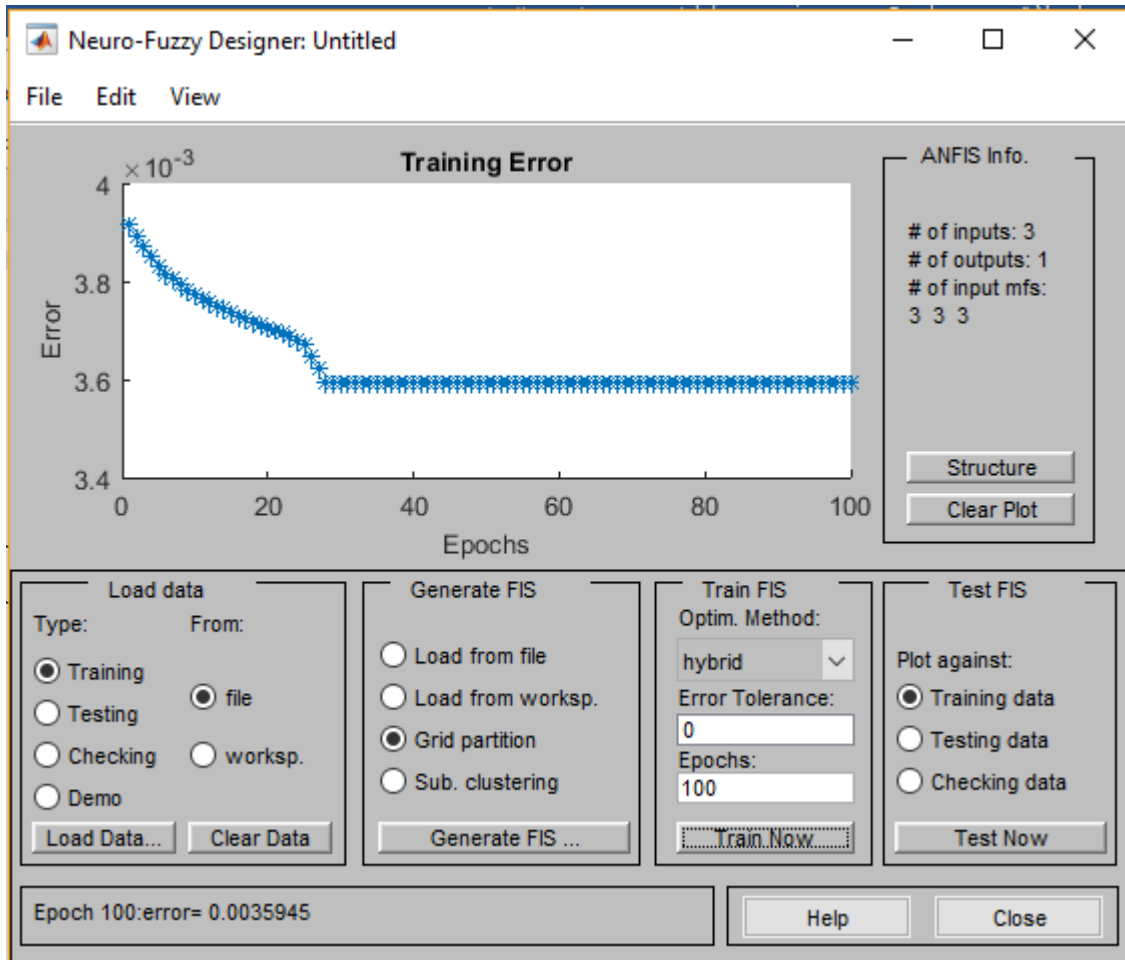 Neuro-Fuzzy Designer: Untitled
File Edit View
Training Error
× 10⁻³
4
3.8
3.6
3.4
Error
0 20 40 60 80 100
Epochs
ANFIS Info.
# of inputs: 3
# of outputs: 1
# of input mfs:
3 3 3
Structure
Clear Plot
Load data
Type: From:
Training
file
Testing
Checking
worksp.
Demo
Load Data... Clear Data
Generate FIS
Load from file
Load from worksp.
Grid partition
Sub. clustering
Generate FIS ...
Train FIS
Optim. Method:
hybrid
Error Tolerance:
0
Epochs:
100
Train Now
Test FIS
Plot against:
Training data
Testing data
Checking data
Test Now
Epoch 100:error= 0.0035945
Help Close